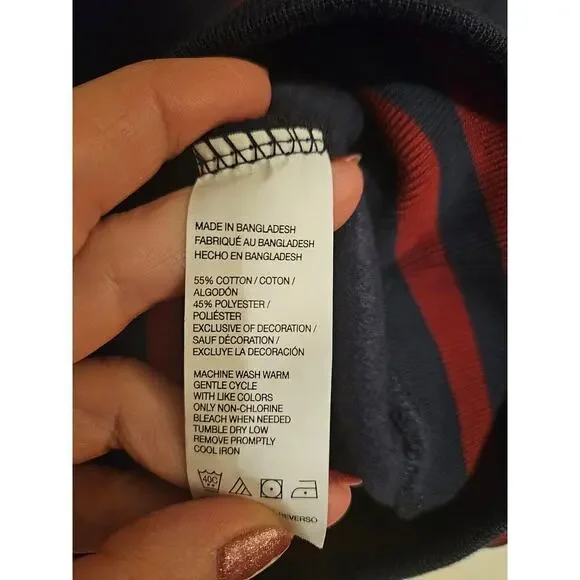 MADE IN BANGLADESH
FABRIQUÉ AU BANGLADESH
HECHO EN BANGLADESH
55% COTTON / COTON /
ALGODÓN
45% POLYESTER /
POLIÉSTER
EXCLUSIVE OF DECORATION /
SAUF DÉCORATION /
EXCLUYE LA DECORACIÓN
MACHINE WASH WARM
GENTLE CYCLE
WITH LIKE COLORS
ONLY NON-CHLORINE
BLEACH WHEN NEEDED
TUMBLE DRY LOW
REMOVE PROMPTLY
COOL IRON
40C
REVERSO